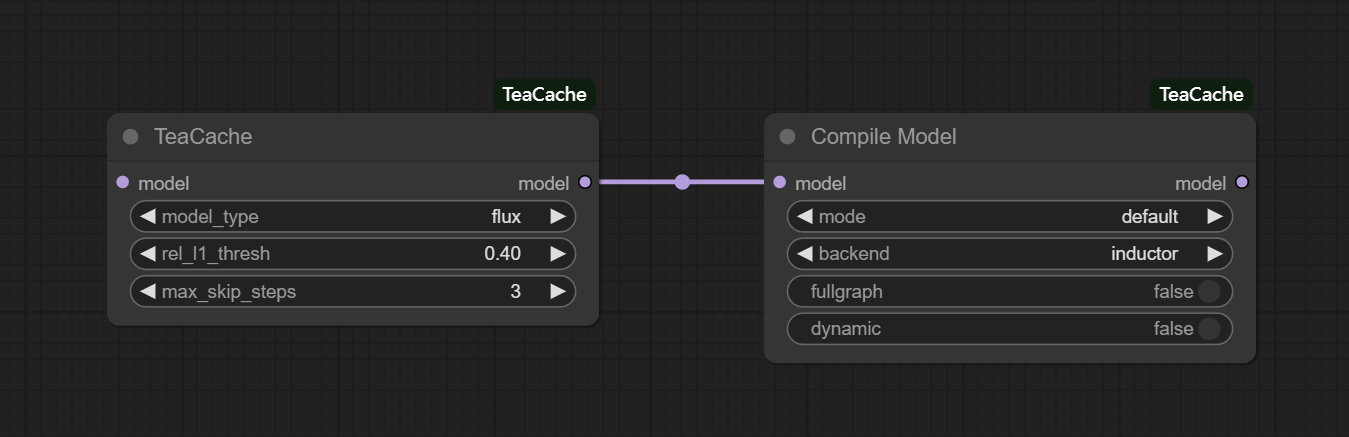 TeaCache
TeaCache
model model
model_type flux
rel_l1_thresh 0.40
max_skip_steps 3
TeaCache
Compile Model
model model
mode default
backend inductor
fullgraph false
dynamic false